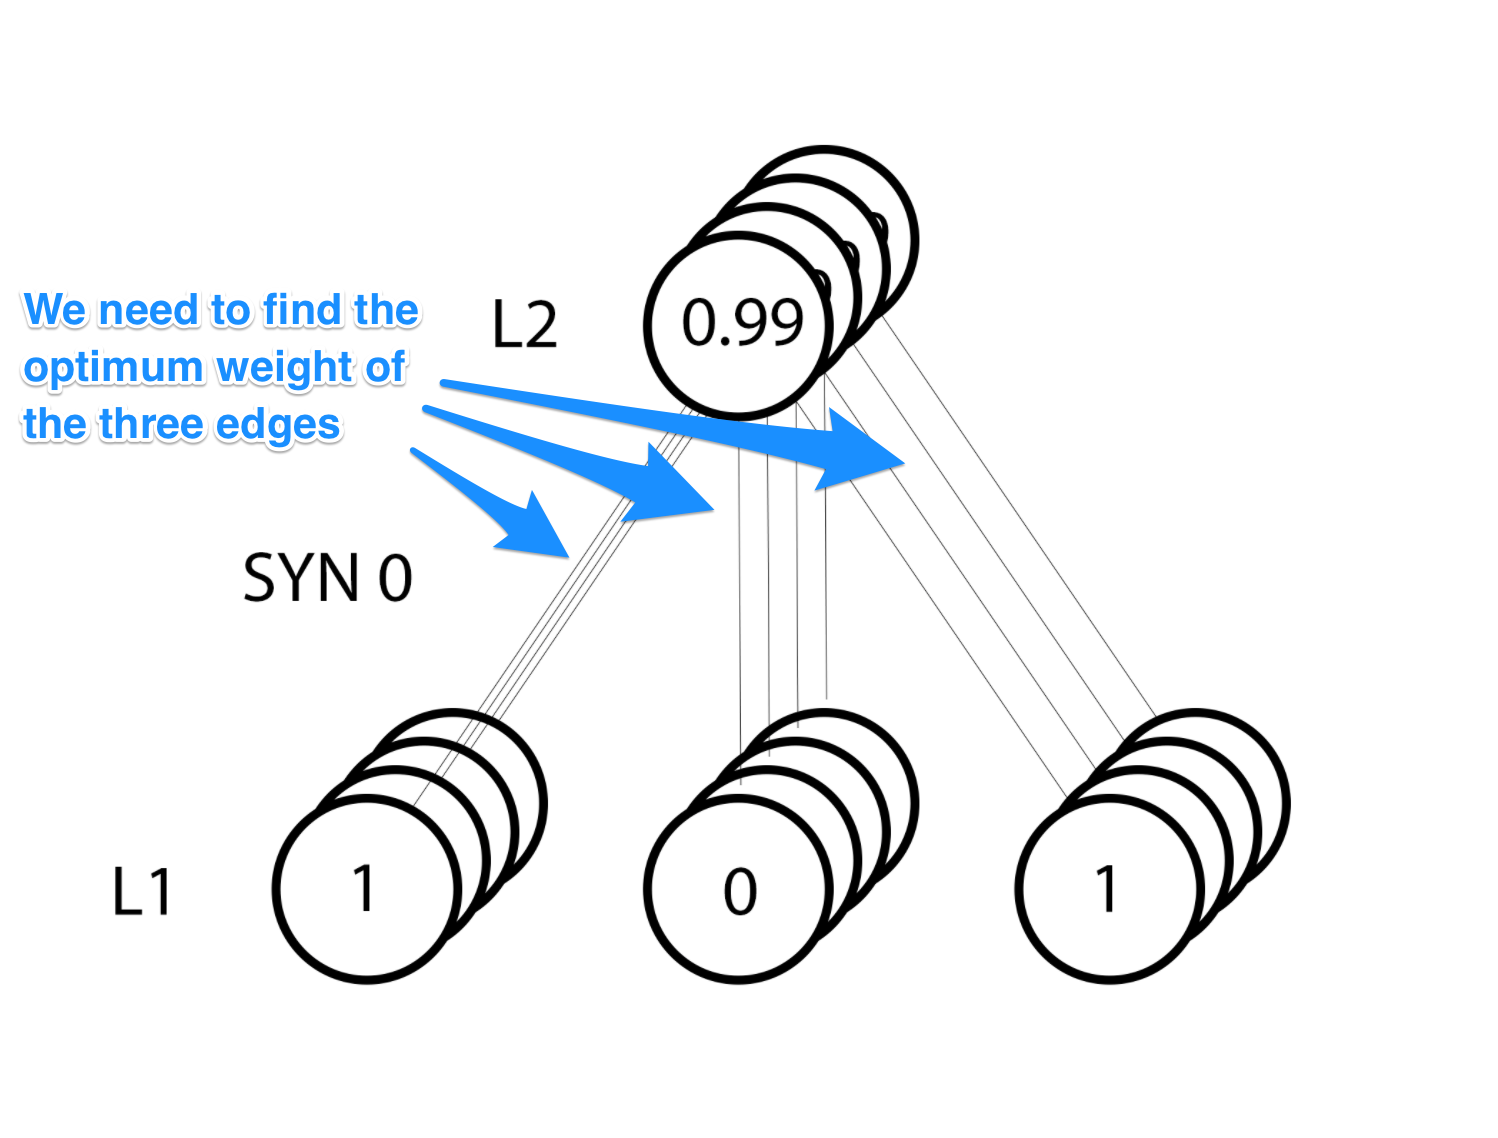 We need to find the
optimum weight of
the three edges
L2
0.99
SYN 0
L1
1
0
1